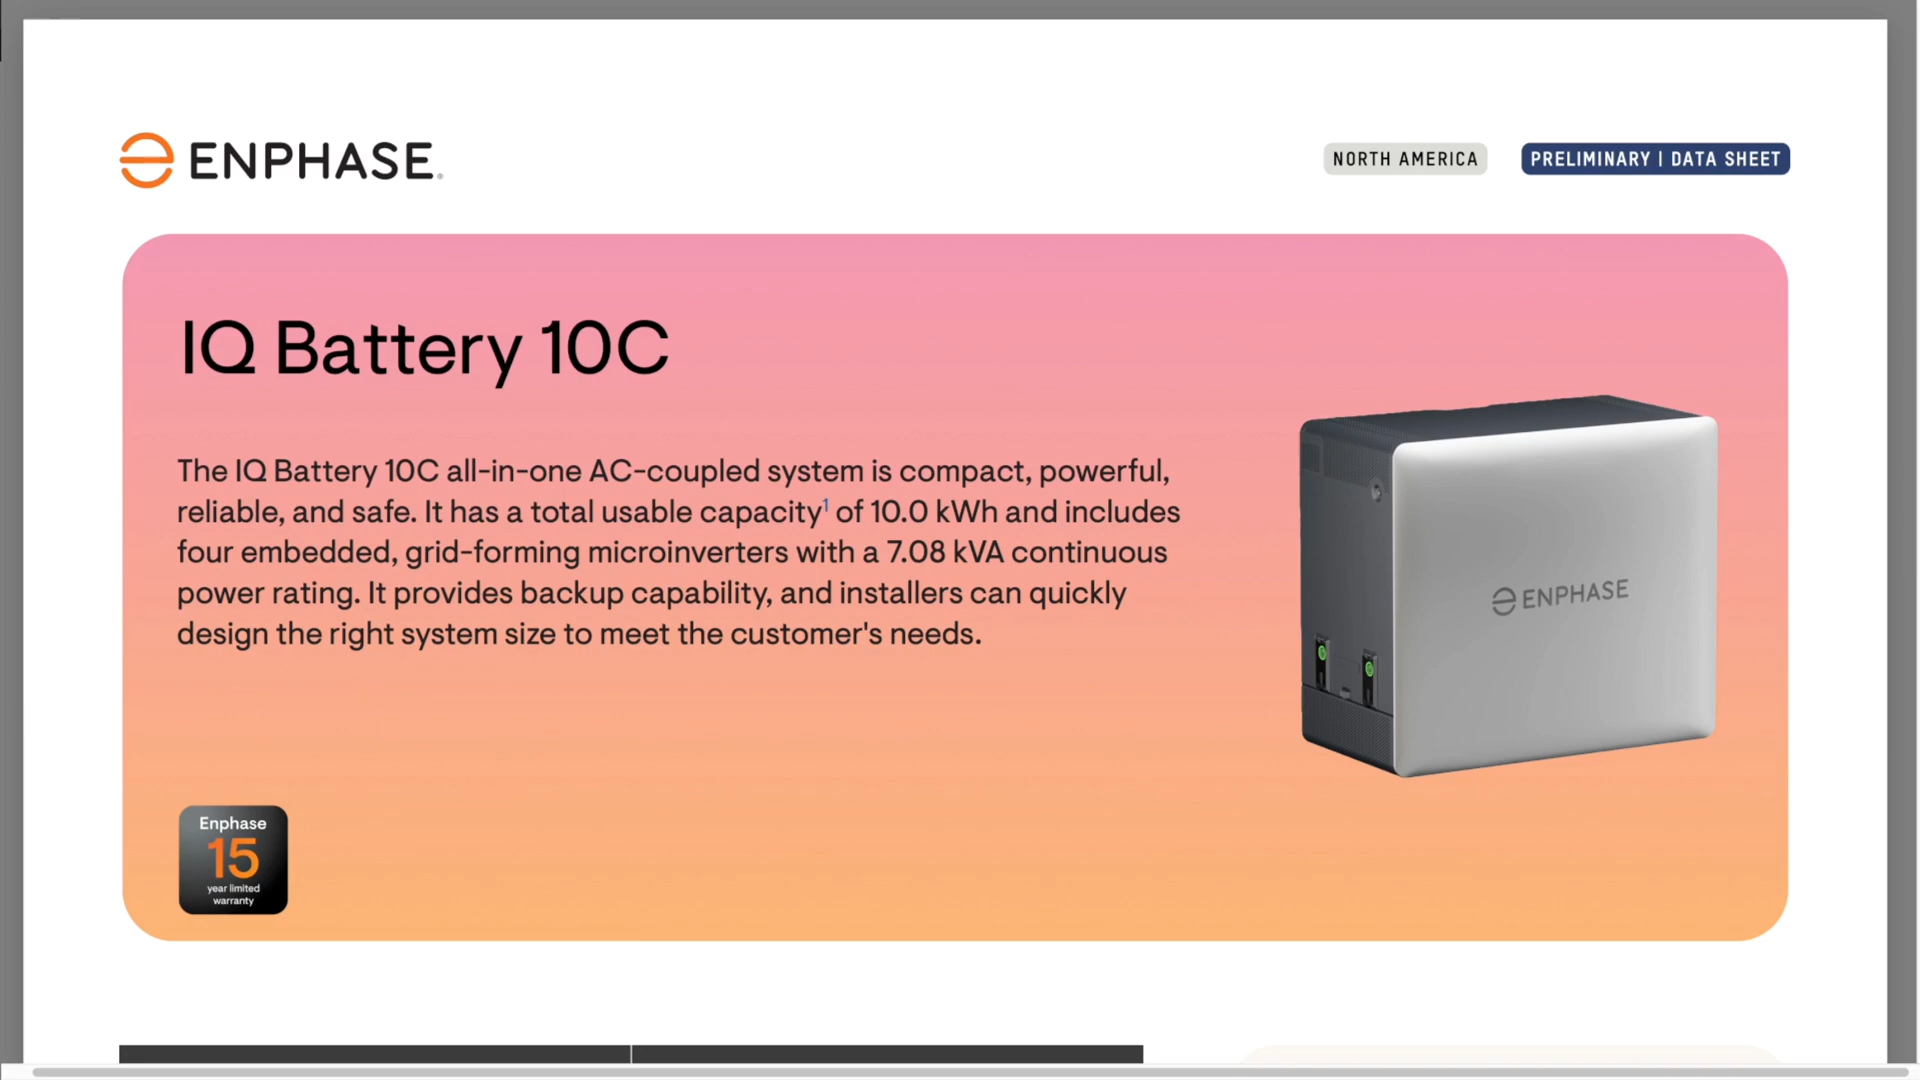 ENPHASE.
NORTH AMERICA
PRELIMINARY | DATA SHEET
IQ Battery 10C
The IQ Battery 10C all-in-one AC-coupled system is compact, powerful,
reliable, and safe. It has a total usable capacity1 of 10.0 kWh and includes
four embedded, grid-forming microinverters with a 7.08 kVA continuous
power rating. It provides backup capability, and installers can quickly
design the right system size to meet the customer's needs.
ENPHASE
Enphase
15
year limited
warranty